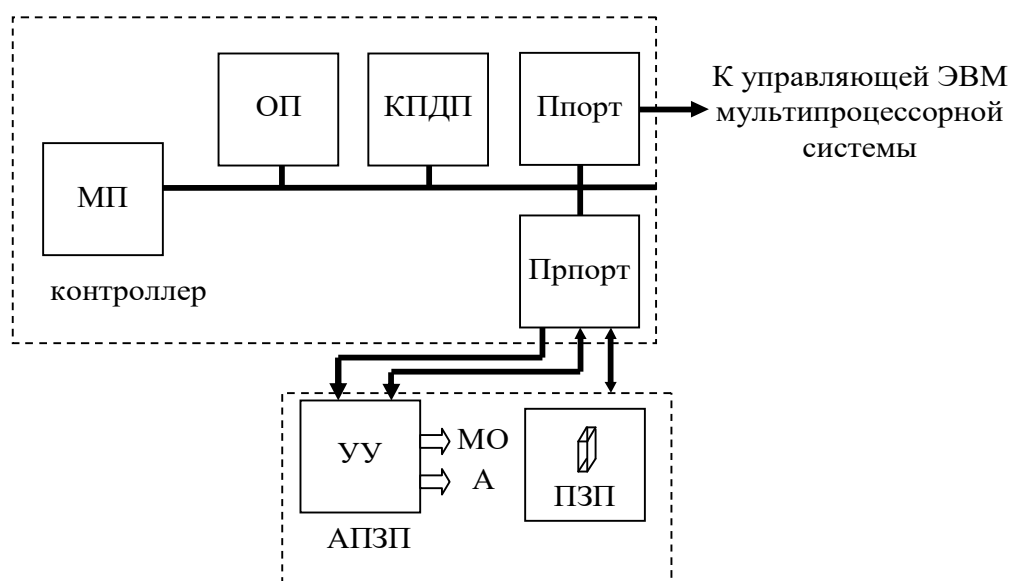 ОП
КПДП
Ппорт
К управляющей ЭВМ
мультипроцессорной
системы
МП
Прпорт
контроллер
УУ
МО
А
ПЗП
АПЗП